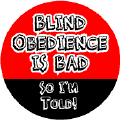 Blind
Obedience
is Bad
So I'm
Told!